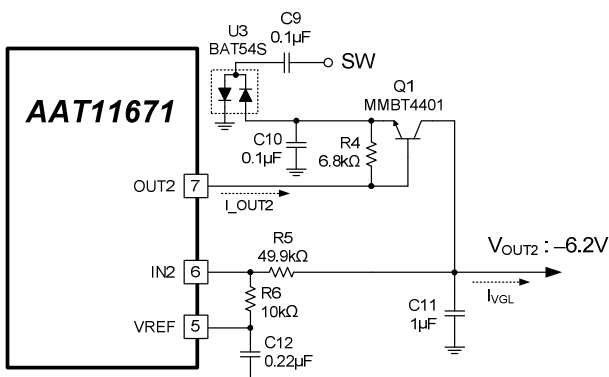 U3
BAT54S
C9
0.1µF
SW
Q1
MMBT4401
AAT11671
C10
0.1µF
R4
6.8kΩ
OUT2
7
I_OUT2
R5
49.9kΩ
VOUT2 : –6.2V
IN2
6
IVGL
R6
10kΩ
C11
1µF
VREF
5
C12
0.22µF